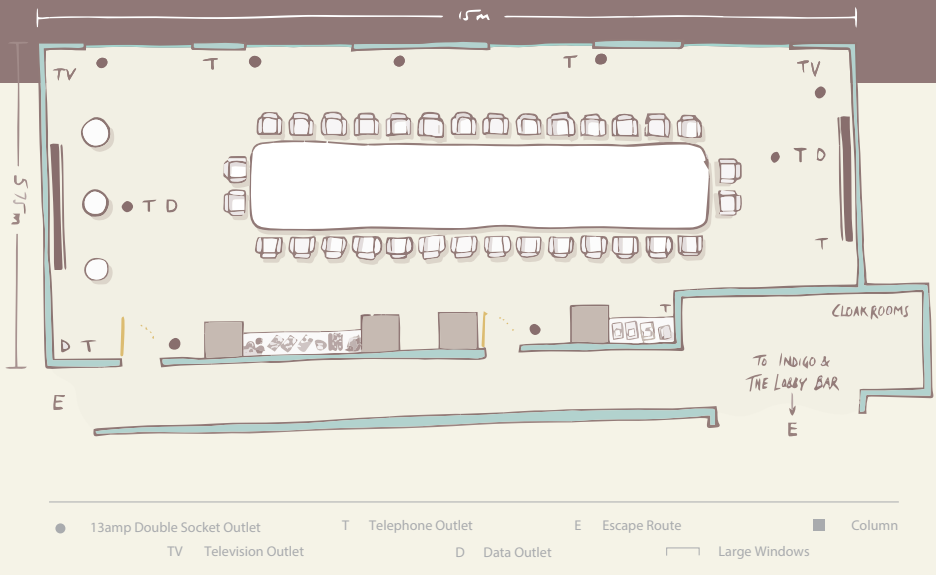 15m
TV
T
T
TV
T D
5.75m
T D
T
T
CLOAKROOMS
D T
TO INDIGO &
THE LOBBY BAR
E
E
13amp Double Socket Outlet
T Telephone Outlet
E Escape Route
Column
TV Television Outlet
D Data Outlet
Large Windows